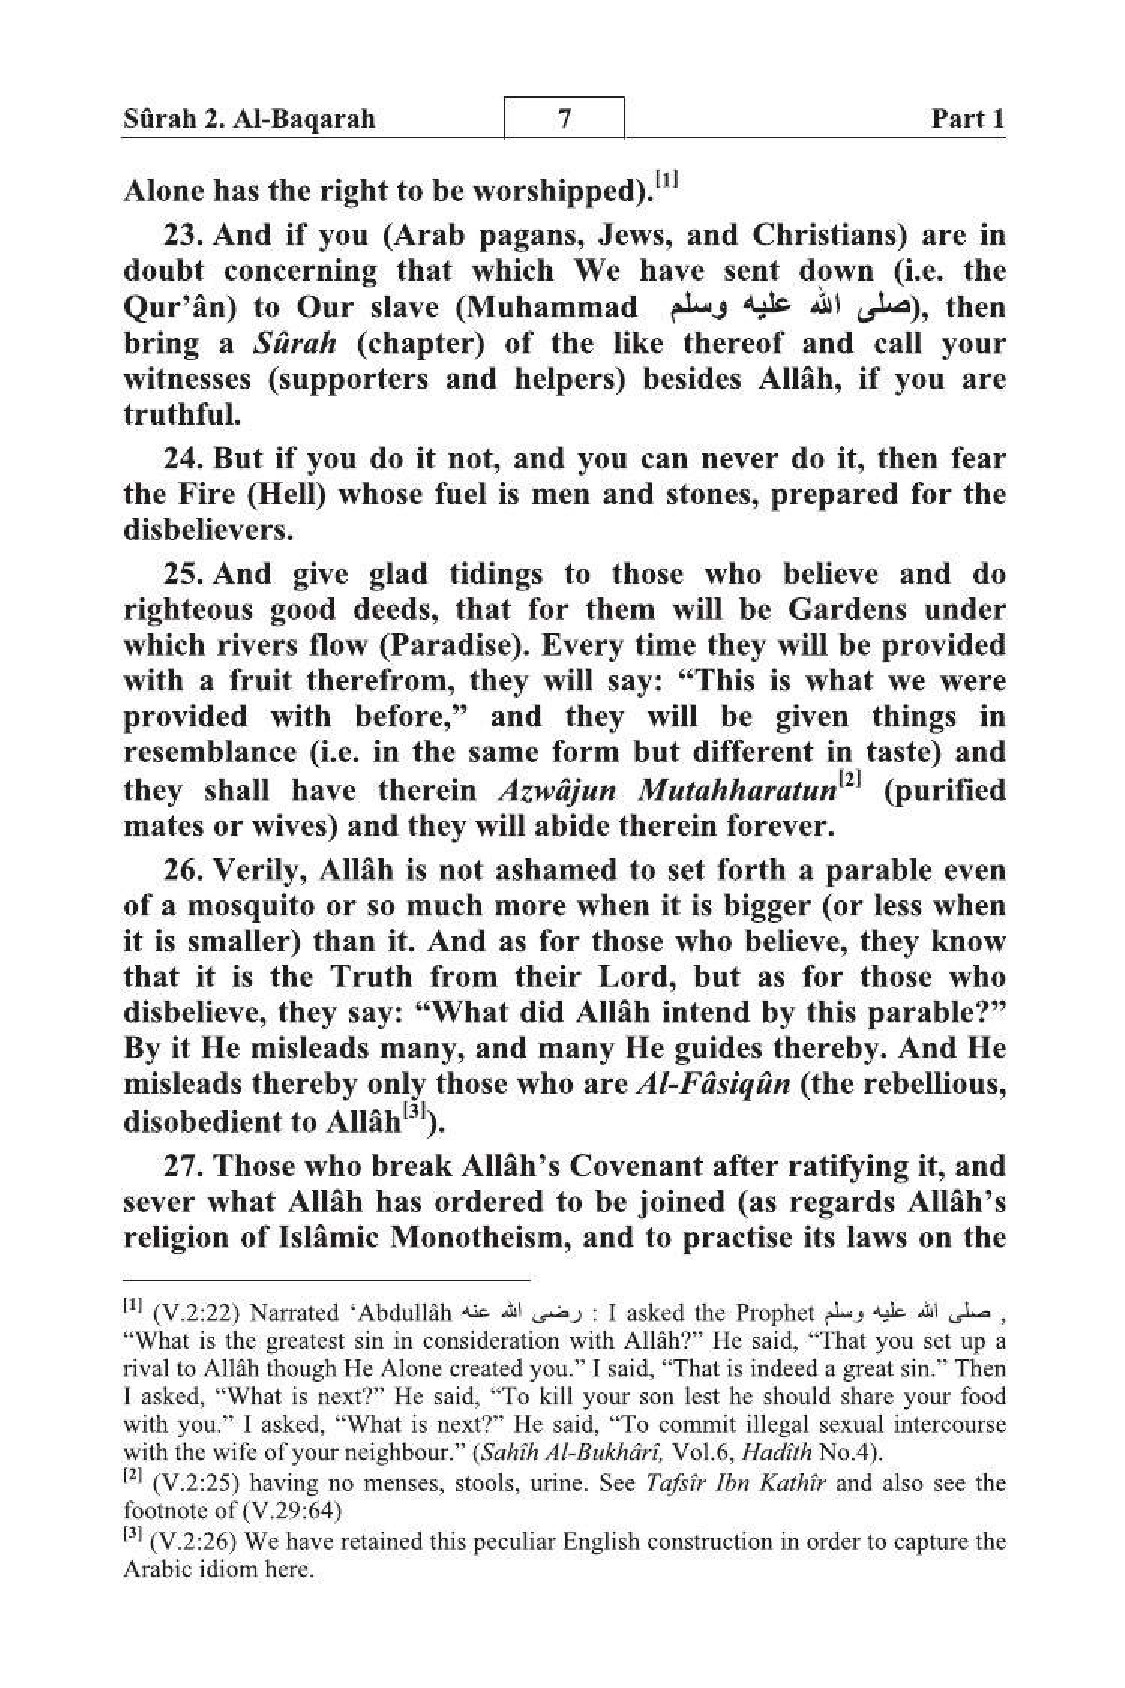 Sûrah 2. Al-Baqarah 7 Part 1
Alone has the right to be worshipped).[1]
23. And if you (Arab pagans, Jews, and Christians) are in
doubt concerning that which We have sent down (i.e. the
Qur’ân) to Our slave (Muhammad صلى الله عليه وسلم), then
bring a Sûrah (chapter) of the like thereof and call your
witnesses (supporters and helpers) besides Allâh, if you are
truthful.
24. But if you do it not, and you can never do it, then fear
the Fire (Hell) whose fuel is men and stones, prepared for the
disbelievers.
25. And give glad tidings to those who believe and do
righteous good deeds, that for them will be Gardens under
which rivers flow (Paradise). Every time they will be provided
with a fruit therefrom, they will say: “This is what we were
provided with before,” and they will be given things in
resemblance (i.e. in the same form but different in taste) and
they shall have therein Azwâjun Mutahharatun[2] (purified
mates or wives) and they will abide therein forever.
26. Verily, Allâh is not ashamed to set forth a parable even
of a mosquito or so much more when it is bigger (or less when
it is smaller) than it. And as for those who believe, they know
that it is the Truth from their Lord, but as for those who
disbelieve, they say: “What did Allâh intend by this parable?”
By it He misleads many, and many He guides thereby. And He
misleads thereby only those who are Al-Fâsiqûn (the rebellious,
disobedient to Allâh[3]).
27. Those who break Allâh’s Covenant after ratifying it, and
sever what Allâh has ordered to be joined (as regards Allâh’s
religion of Islâmic Monotheism, and to practise its laws on the
[1] (V.2:22) Narrated ‘Abdullâh رضى الله عنه : I asked the Prophet صلى الله عليه وسلم ,
“What is the greatest sin in consideration with Allâh?” He said, “That you set up a
rival to Allâh though He Alone created you.” I said, “That is indeed a great sin.” Then
I asked, “What is next?” He said, “To kill your son lest he should share your food
with you.” I asked, “What is next?” He said, “To commit illegal sexual intercourse
with the wife of your neighbour.” (Sahîh Al-Bukhârî, Vol.6, Hadîth No.4).
[2] (V.2:25) having no menses, stools, urine. See Tafsîr Ibn Kathîr and also see the
footnote of (V.29:64)
[3] (V.2:26) We have retained this peculiar English construction in order to capture the
Arabic idiom here.